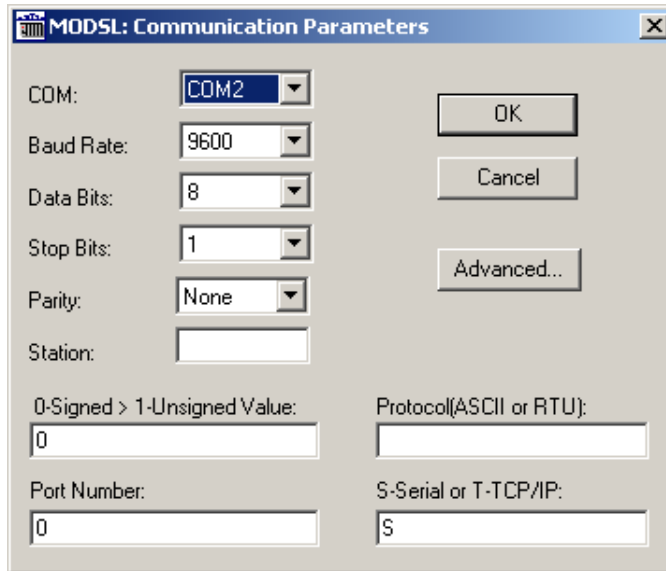 MODSL: Communication Parameters
COM: COM2
OK
Baud Rate: 9600
Cancel
Data Bits: 8
Stop Bits: 1
Advanced...
Parity: None
Station:
0-Signed > 1-Unsigned Value: Protocol(ASCII or RTU):
0
Port Number: S-Serial or T-TCP/IP:
0 S